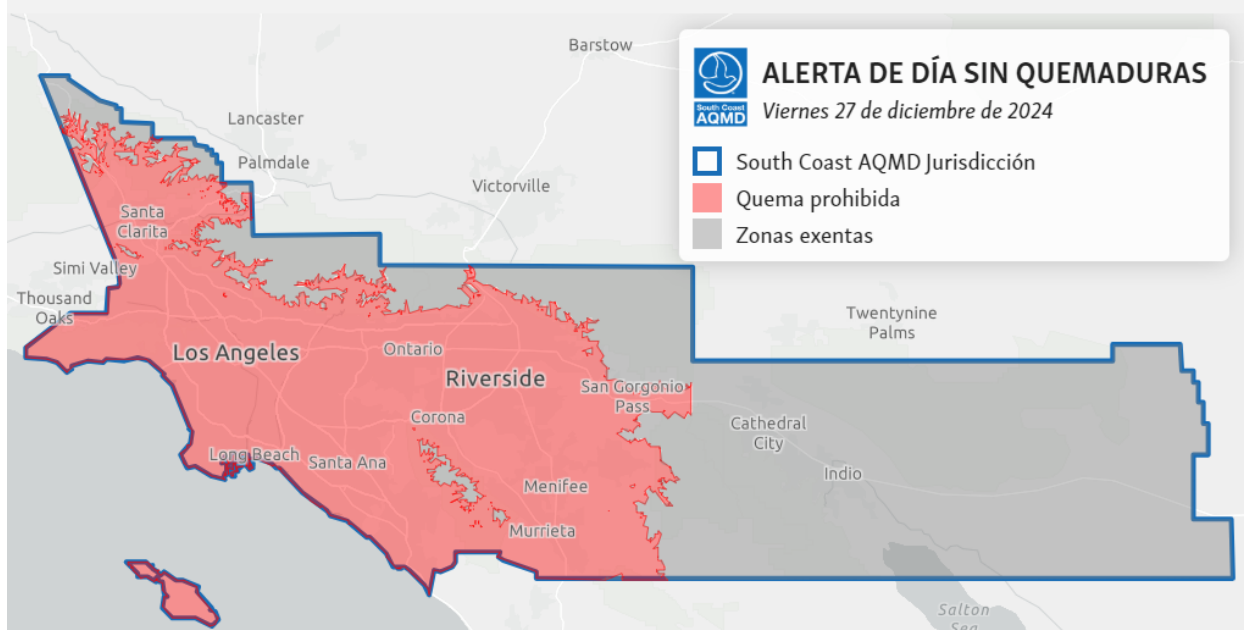 Barstow
South Coast
AQMD
ALERTA DE DÍA SIN QUEMADURAS
Viernes 27 de diciembre de 2024
South Coast AQMD Jurisdicción
Quema prohibida
Zonas exentas
Lancaster
Palmdale
Victorville
Santa
Clarita
Simi Valley
Thousand
Oaks
Twentynine
Palms
Los Angeles
Ontario
Riverside
San Gorgonio
Pass
Corona
Cathedral
City
Long Beach
Santa Ana
Indio
Menifee
Murrieta
Salton
Sea